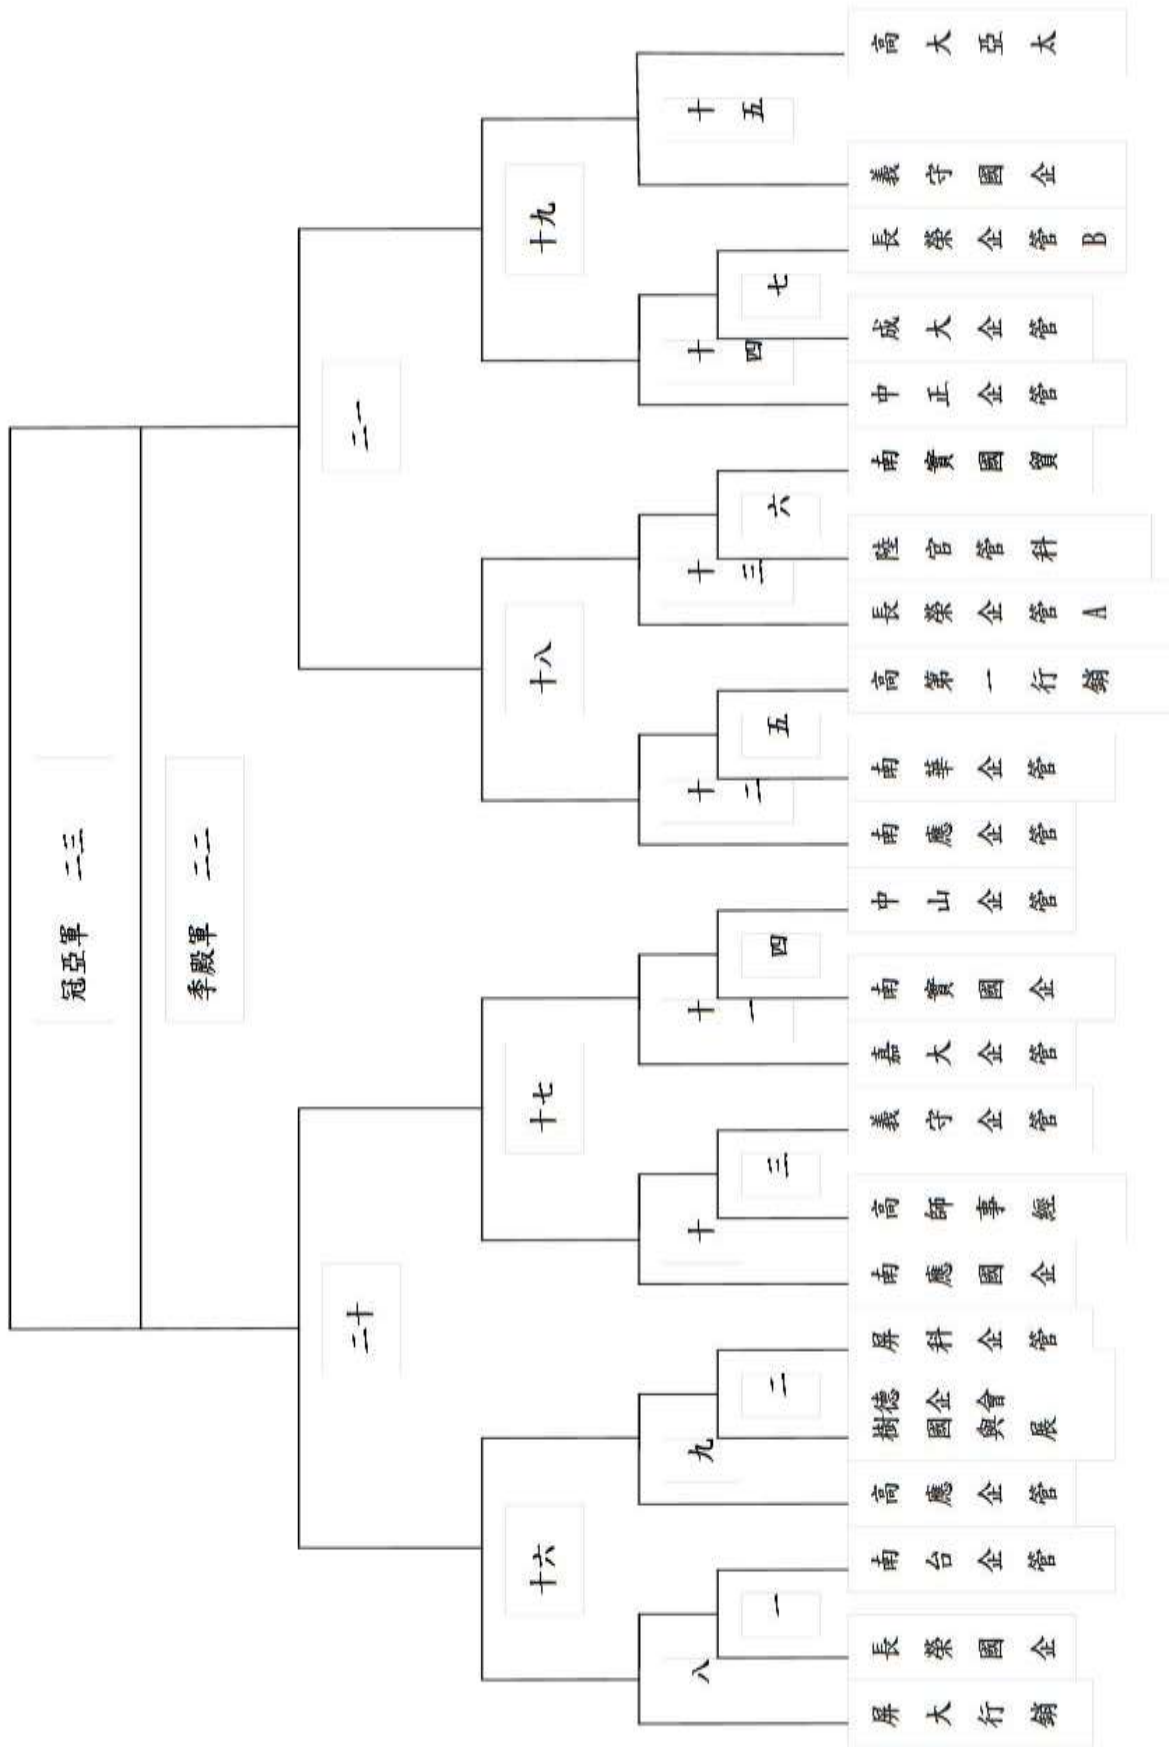 冠亞軍 二三
季殿軍 二二
二十
二一
十六
十七
十八
十九
八
九
十
十一
十二
十三
十四
十五
一
二
三
四
五
六
七
屏大行銷
長榮國企
南台企管
高應企管
樹德國企與會展
屏科企管
南應國企
高師事經
義守企管
嘉大企管
南實國企
中山企管
南應企管
南華企管
高第一行銷
長榮企管A
陸官管科
南實國貿
中正企管
成大企管
長榮企管B
義守國企
高大亞太